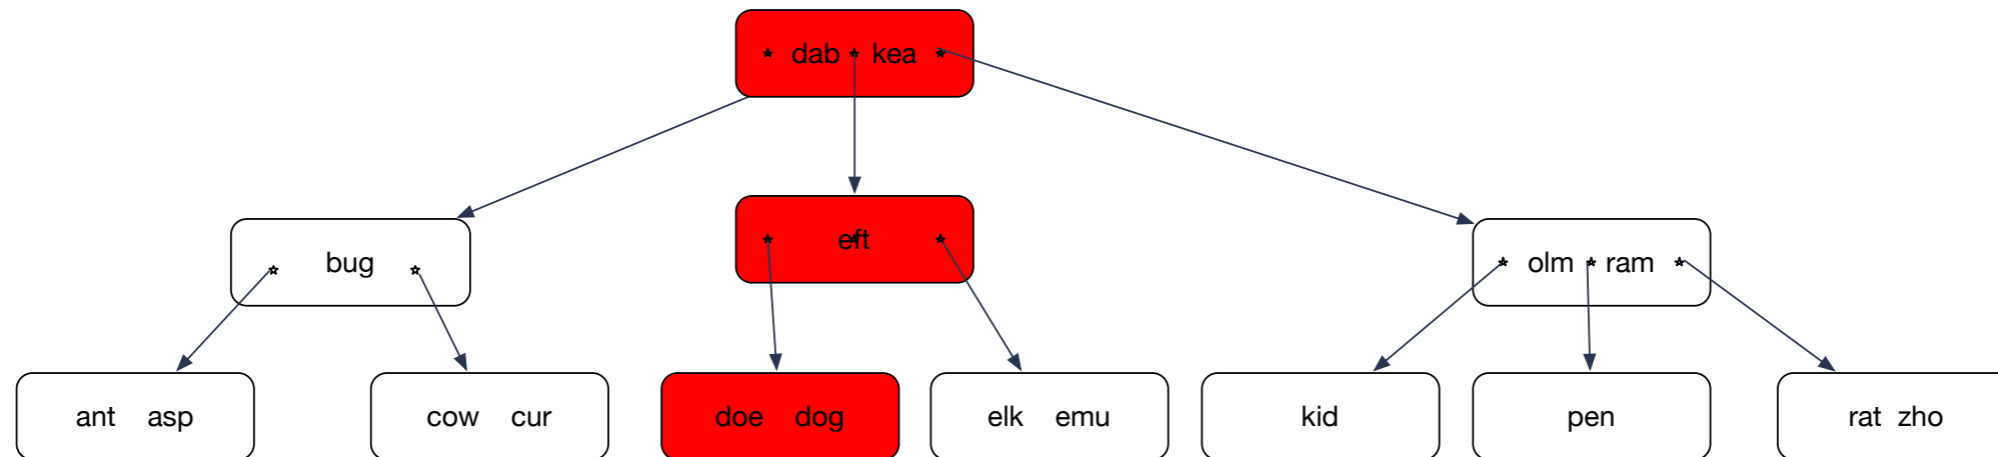 dab kea
bug
eft
olm ram
ant asp
cow cur
doe dog
elk emu
kid
pen
rat zho